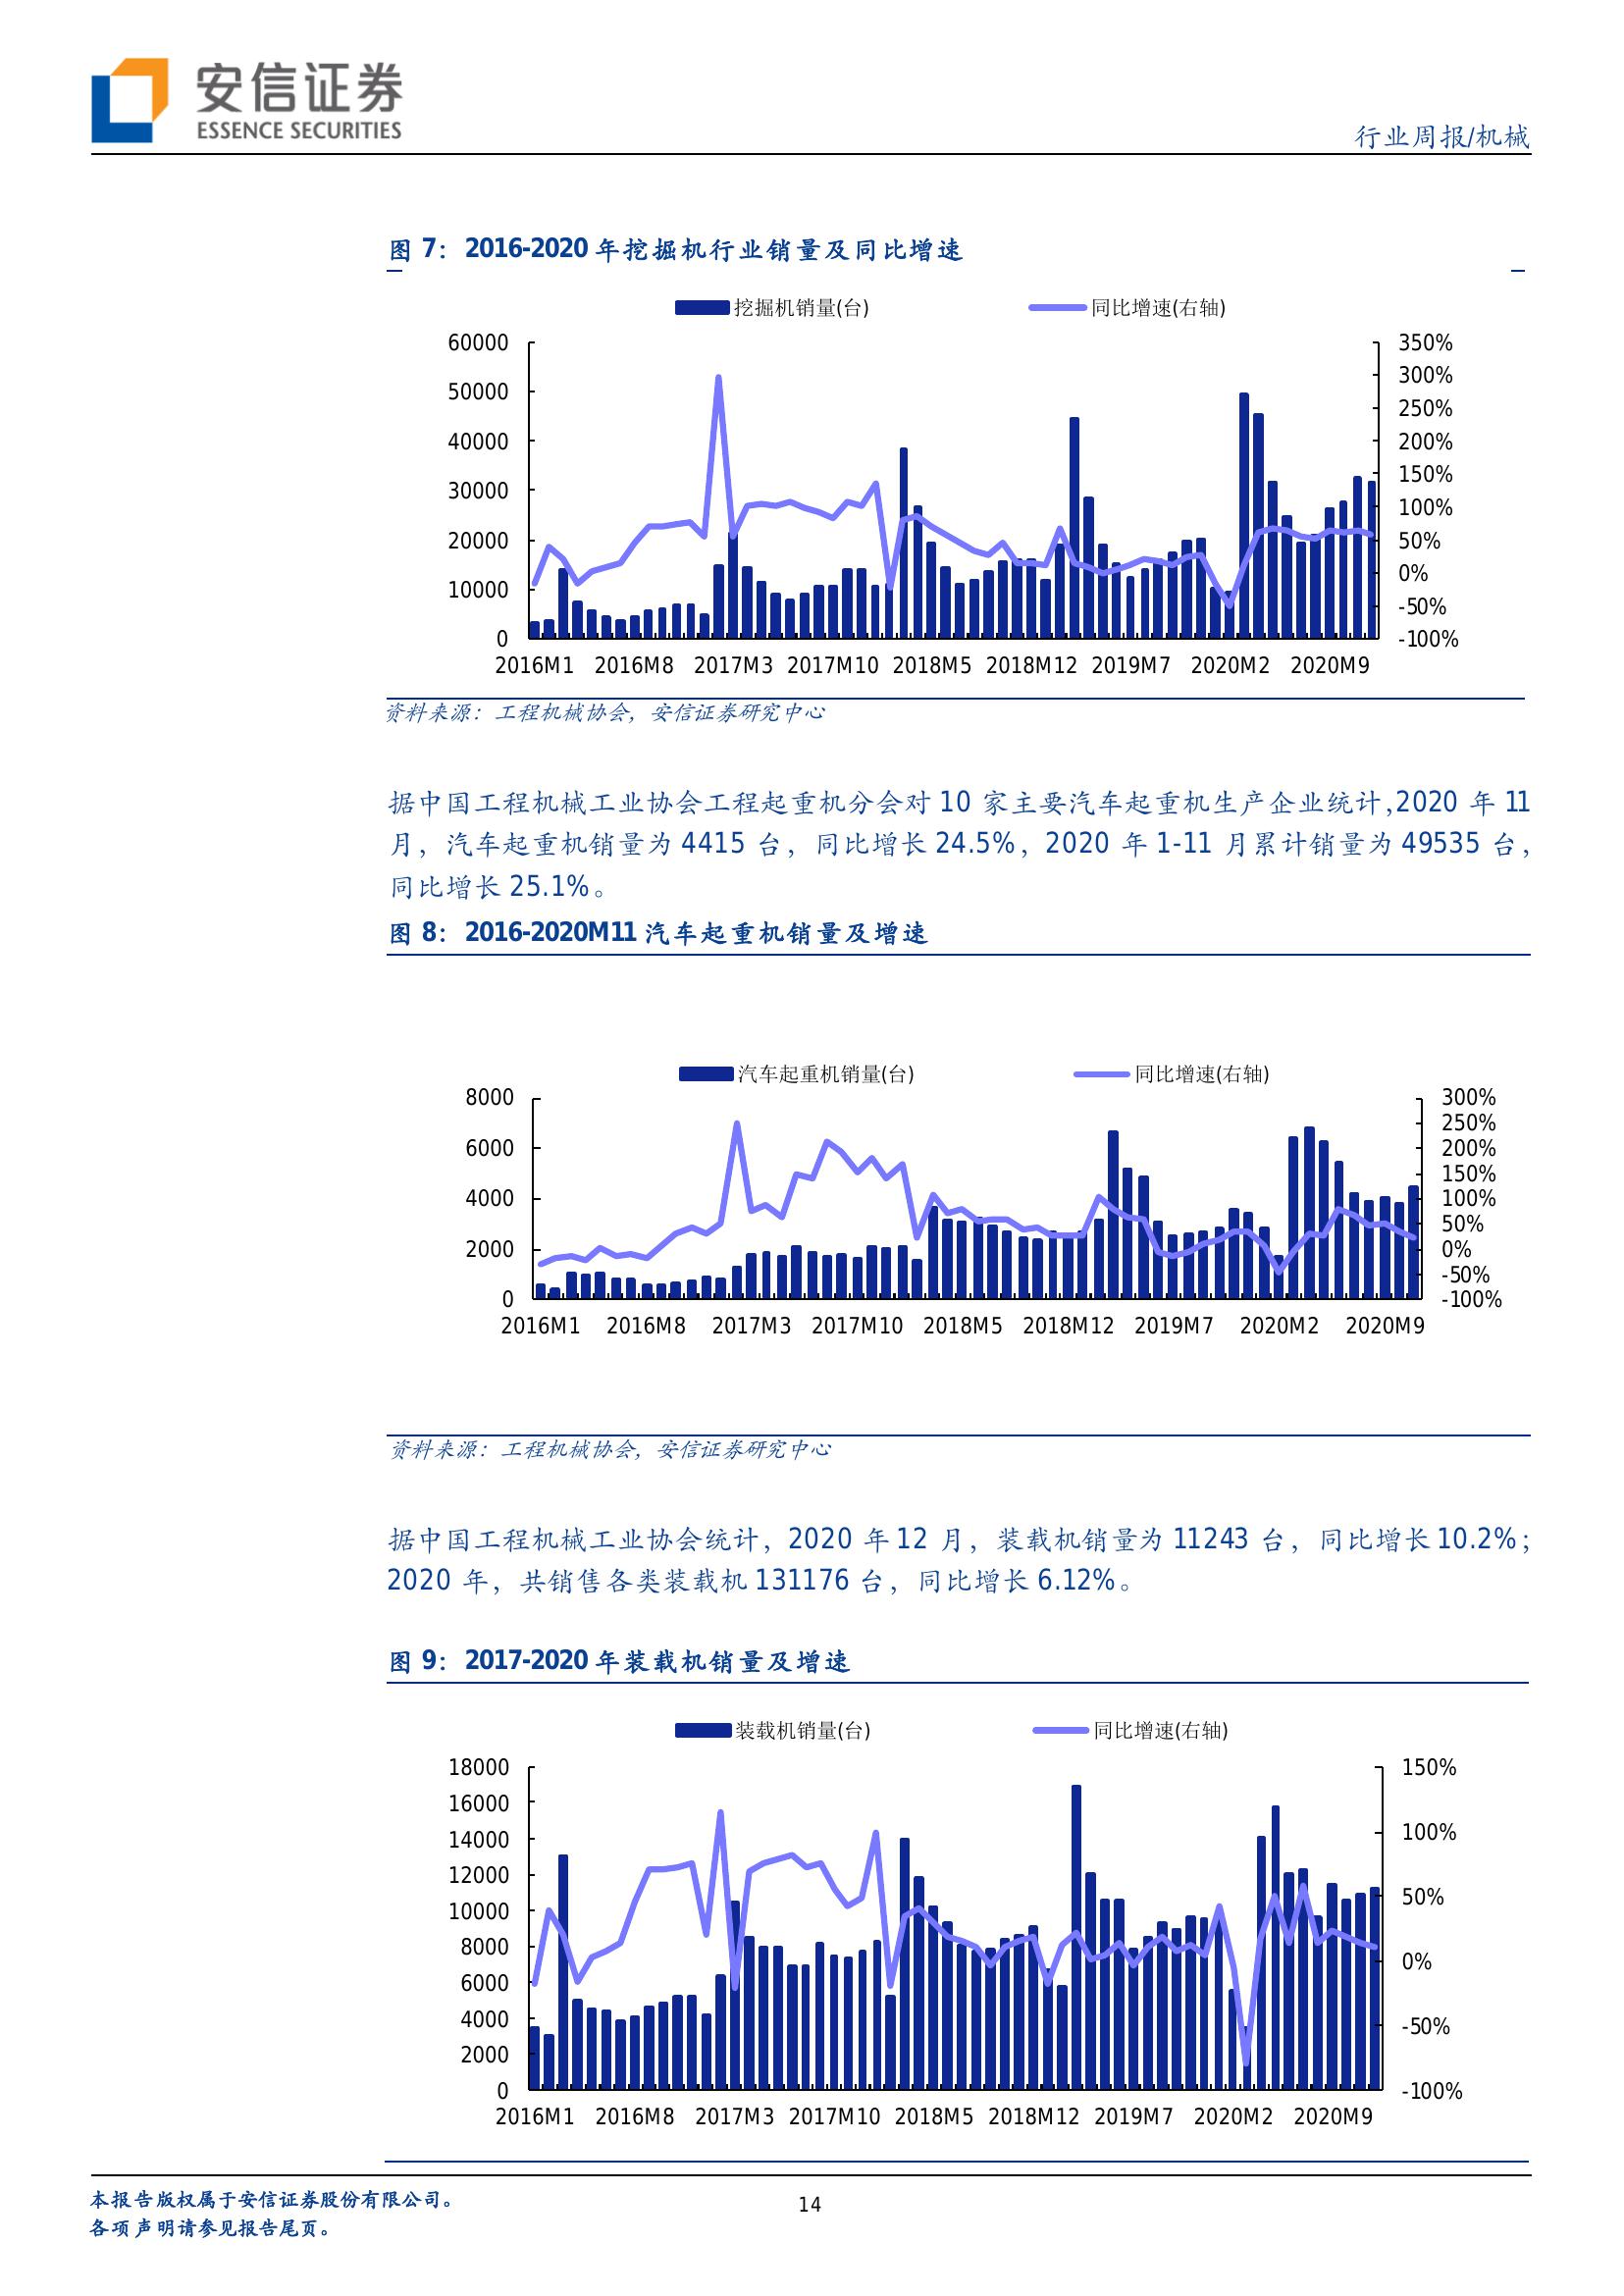 安信证券
ESSENCE SECURITIES
行业周报/机械
图 7：2016-2020 年挖掘机行业销量及同比增速
挖掘机销量(台) 同比增速(右轴)
60000 350%
50000 300%
40000 250%
30000 200%
20000 150%
10000 100%
0 50%
0%
-50%
-100%
2016M1 2016M8 2017M3 2017M10 2018M5 2018M12 2019M7 2020M2 2020M9
资料来源：工程机械协会，安信证券研究中心
据中国工程机械工业协会工程起重机分会对 10 家主要汽车起重机生产企业统计,2020 年 11
月，汽车起重机销量为 4415 台，同比增长 24.5%，2020 年 1-11 月累计销量为 49535 台，
同比增长 25.1%。
图 8：2016-2020M11 汽车起重机销量及增速
汽车起重机销量(台) 同比增速(右轴)
8000 300%
6000 250%
4000 200%
2000 150%
0 100%
50%
0%
-50%
-100%
2016M1 2016M8 2017M3 2017M10 2018M5 2018M12 2019M7 2020M2 2020M9
资料来源：工程机械协会，安信证券研究中心
据中国工程机械工业协会统计，2020 年 12 月，装载机销量为 11243 台，同比增长 10.2%；
2020 年，共销售各类装载机 131176 台，同比增长 6.12%。
图 9：2017-2020 年装载机销量及增速
装载机销量(台) 同比增速(右轴)
18000 150%
16000 100%
14000 50%
12000 0%
10000 -50%
8000 -100%
6000
4000
2000
0
2016M1 2016M8 2017M3 2017M10 2018M5 2018M12 2019M7 2020M2 2020M9
本报告版权属于安信证券股份有限公司。
各项声明请参见报告尾页。
14